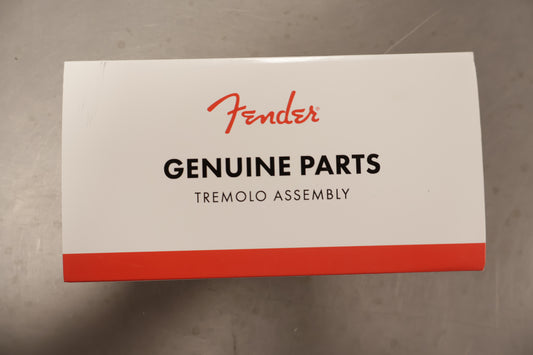 Fender®
GENUINE PARTS
TREMOLO ASSEMBLY